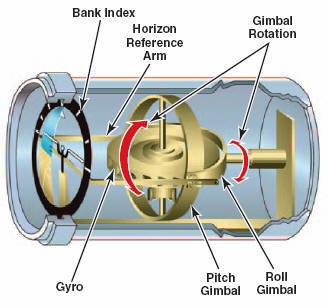 Bank Index
Horizon
Reference
Arm
Gimbal
Rotation
Gyro
Pitch
Gimbal
Roll
Gimbal